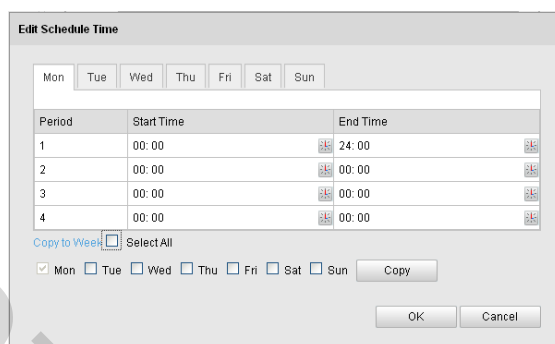 Edit Schedule Time
Mon Tue Wed Thu Fri Sat Sun
Period Start Time End Time
1 00: 00 24: 00
2 00: 00 00: 00
3 00: 00 00: 00
4 00: 00 00: 00
Copy to Week Select All
Mon Tue Wed Thu Fri Sat Sun Copy
OK Cancel